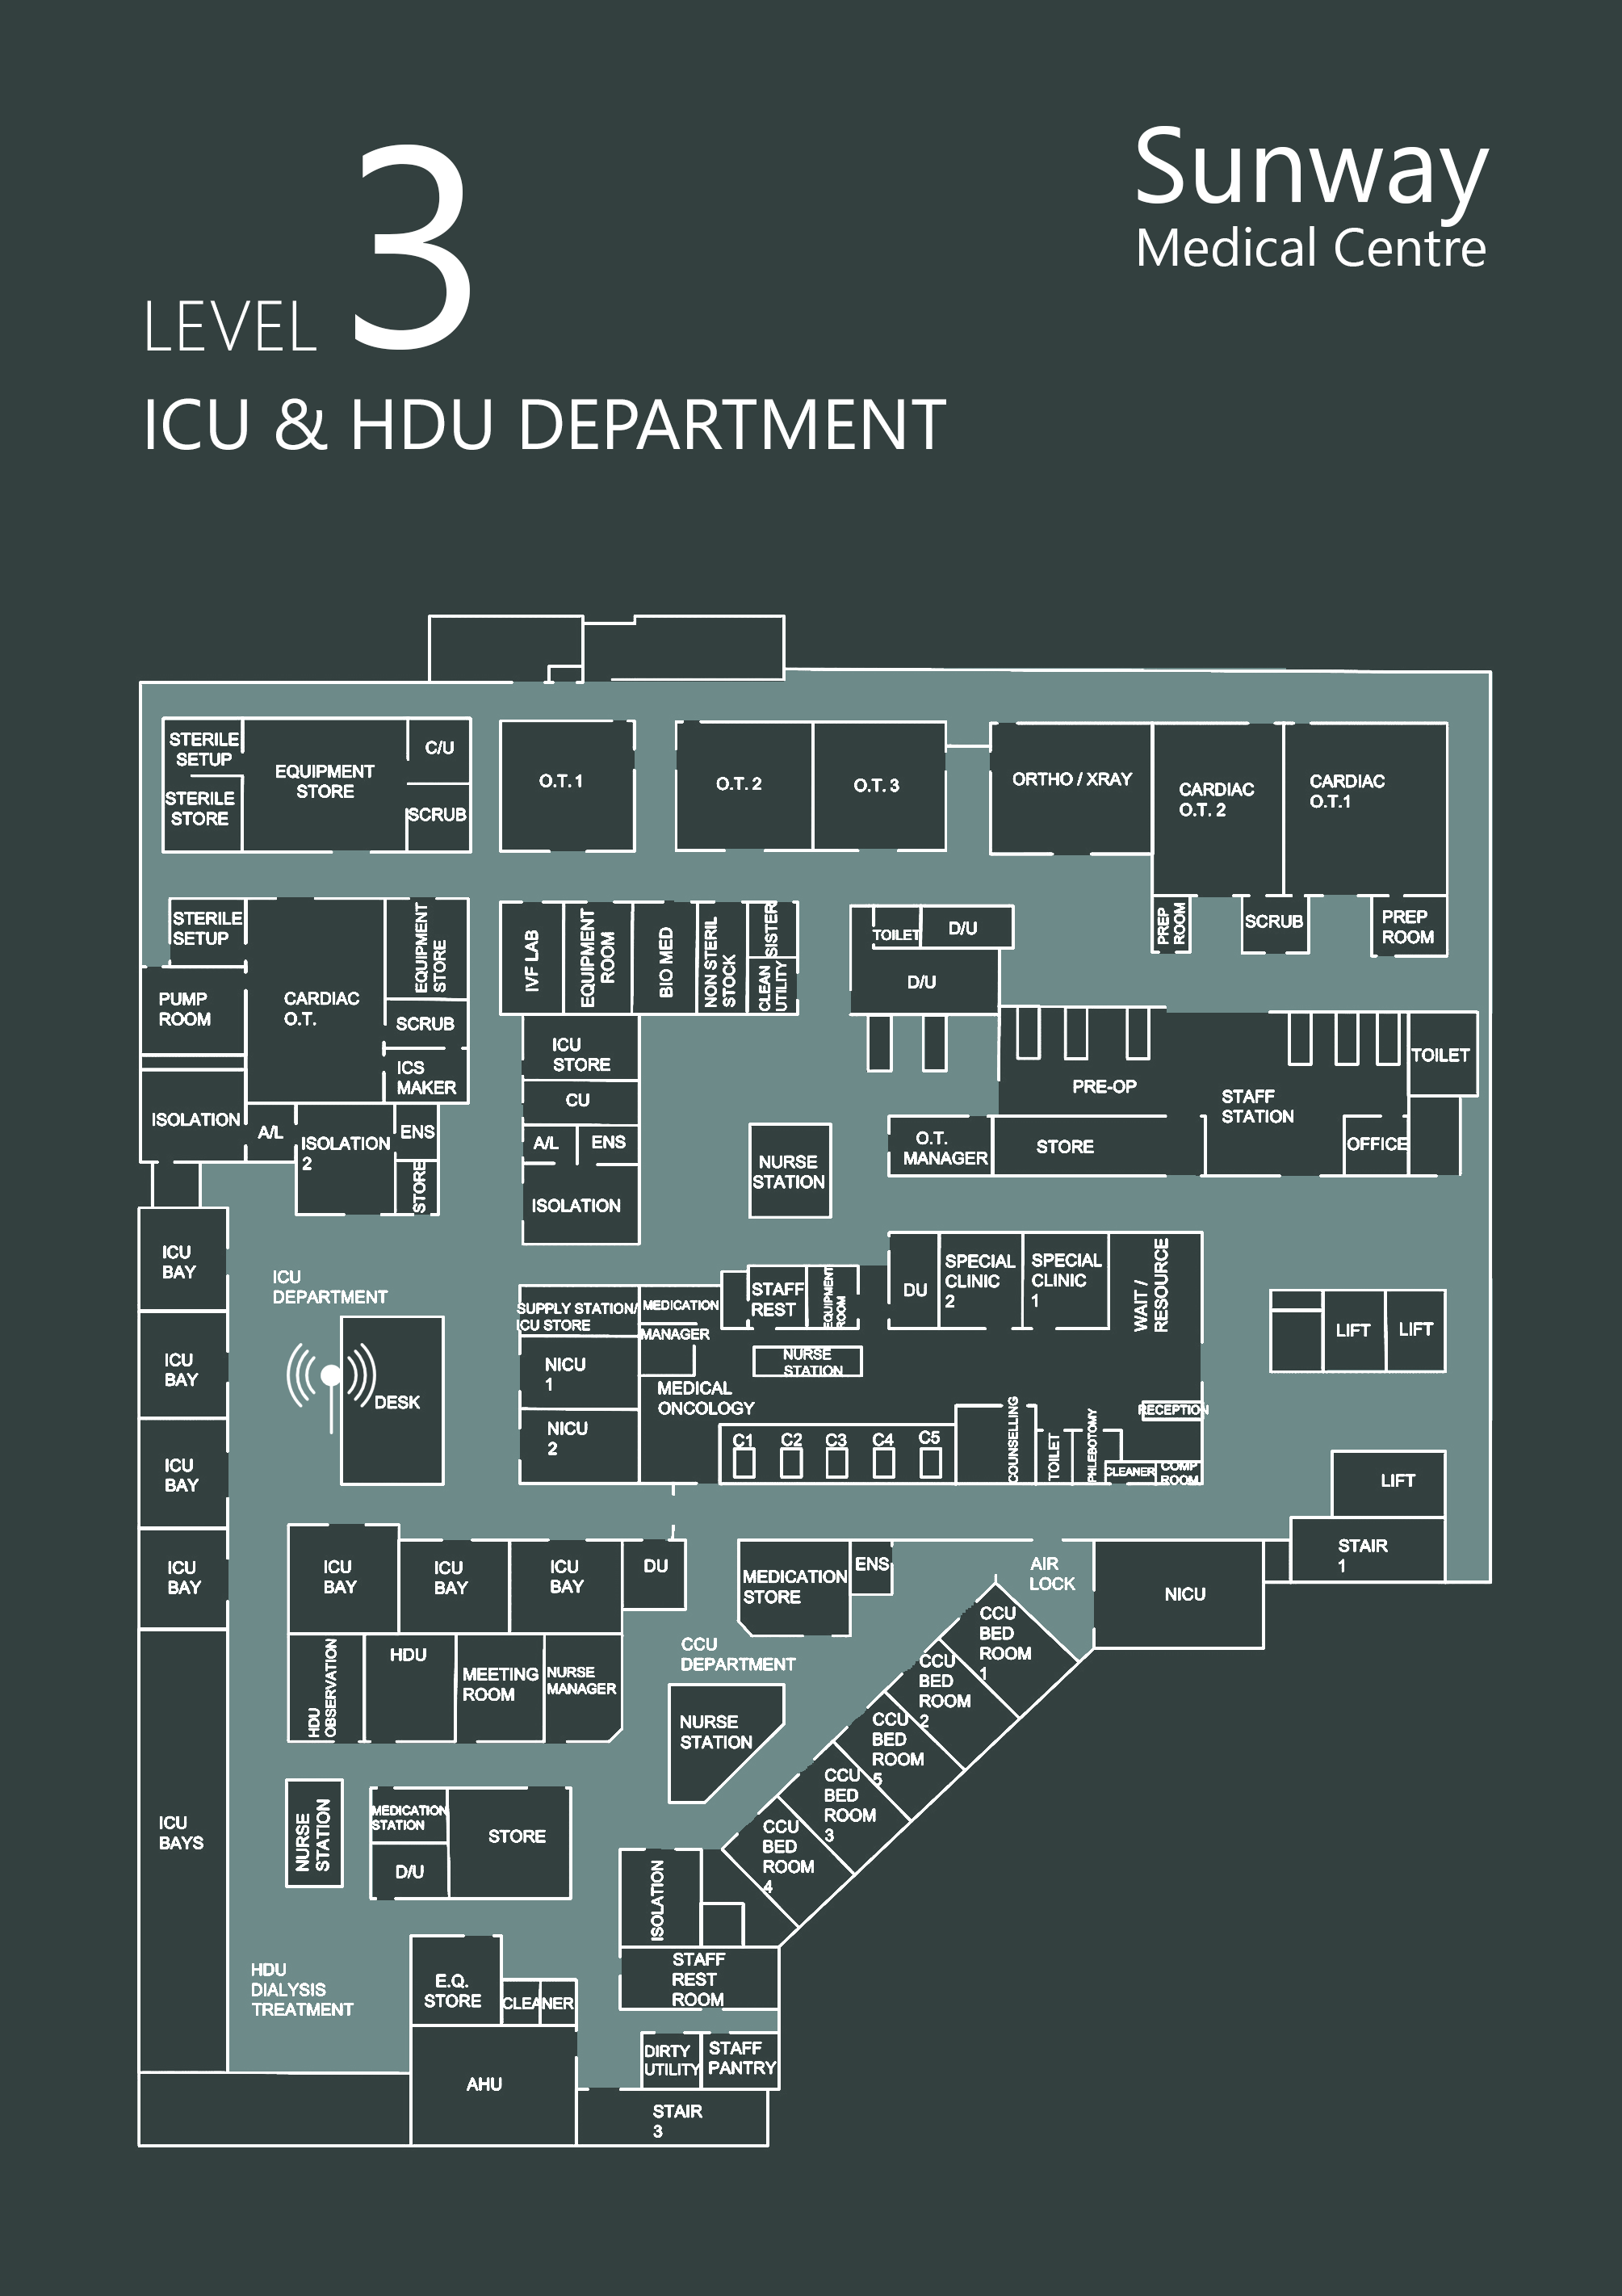 Sunway
Medical Centre
LEVEL 3
ICU & HDU DEPARTMENT
STERILE
SETUP
STERILE
STORE
EQUIPMENT
STORE
C/U
SCRUB
O.T. 1
O.T. 2
O.T. 3
ORTHO / XRAY
CARDIAC
O.T. 2
CARDIAC
O.T.1
STERILE
SETUP
PUMP
ROOM
CARDIAC
O.T.
EQUIPMENT
STORE
SCRUB
ICS
MAKER
ISOLATION
A/L
ISOLATION
2
ENS
STORE
IVF LAB
EQUIPMENT
ROOM
BIO MED
NON STERIL
STOCK
SISTER
CLEAN
UTILITY
TOILET
D/U
D/U
PREP
ROOM
SCRUB
PREP
ROOM
ICU
STORE
CU
A/L
ENS
ISOLATION
NURSE
STATION
PRE-OP
STAFF
STATION
TOILET
O.T.
MANAGER
STORE
OFFICE
ICU
BAY
ICU
BAY
ICU
BAY
ICU
BAY
ICU
DEPARTMENT
DESK
SUPPLY STATION/
ICU STORE
MEDICATION
MANAGER
NICU
1
NICU
2
STAFF
REST
EQUIPMENT
ROOM
DU
SPECIAL
CLINIC
2
SPECIAL
CLINIC
1
WAIT /
RESOURCE
NURSE
STATION
MEDICAL
ONCOLOGY
C1
C2
C3
C4
C5
COUNSELLING
TOILET
PHLEBOTOMY
RECEPTION
CLEANER
COMP
ROOM
LIFT
LIFT
LIFT
STAIR
1
ICU
BAY
ICU
BAY
ICU
BAY
DU
MEDICATION
STORE
ENS
AIR
LOCK
NICU
HDU
OBSERVATION
HDU
MEETING
ROOM
NURSE
MANAGER
CCU
DEPARTMENT
NURSE
STATION
CCU
BED
ROOM
1
CCU
BED
ROOM
2
CCU
BED
ROOM
5
CCU
BED
ROOM
3
CCU
BED
ROOM
4
ICU
BAYS
NURSE
STATION
MEDICATION
STATION
D/U
STORE
ISOLATION
HDU
DIALYSIS
TREATMENT
E.Q.
STORE
CLEANER
STAFF
REST
ROOM
AHU
DIRTY
UTILITY
STAFF
PANTRY
STAIR
3